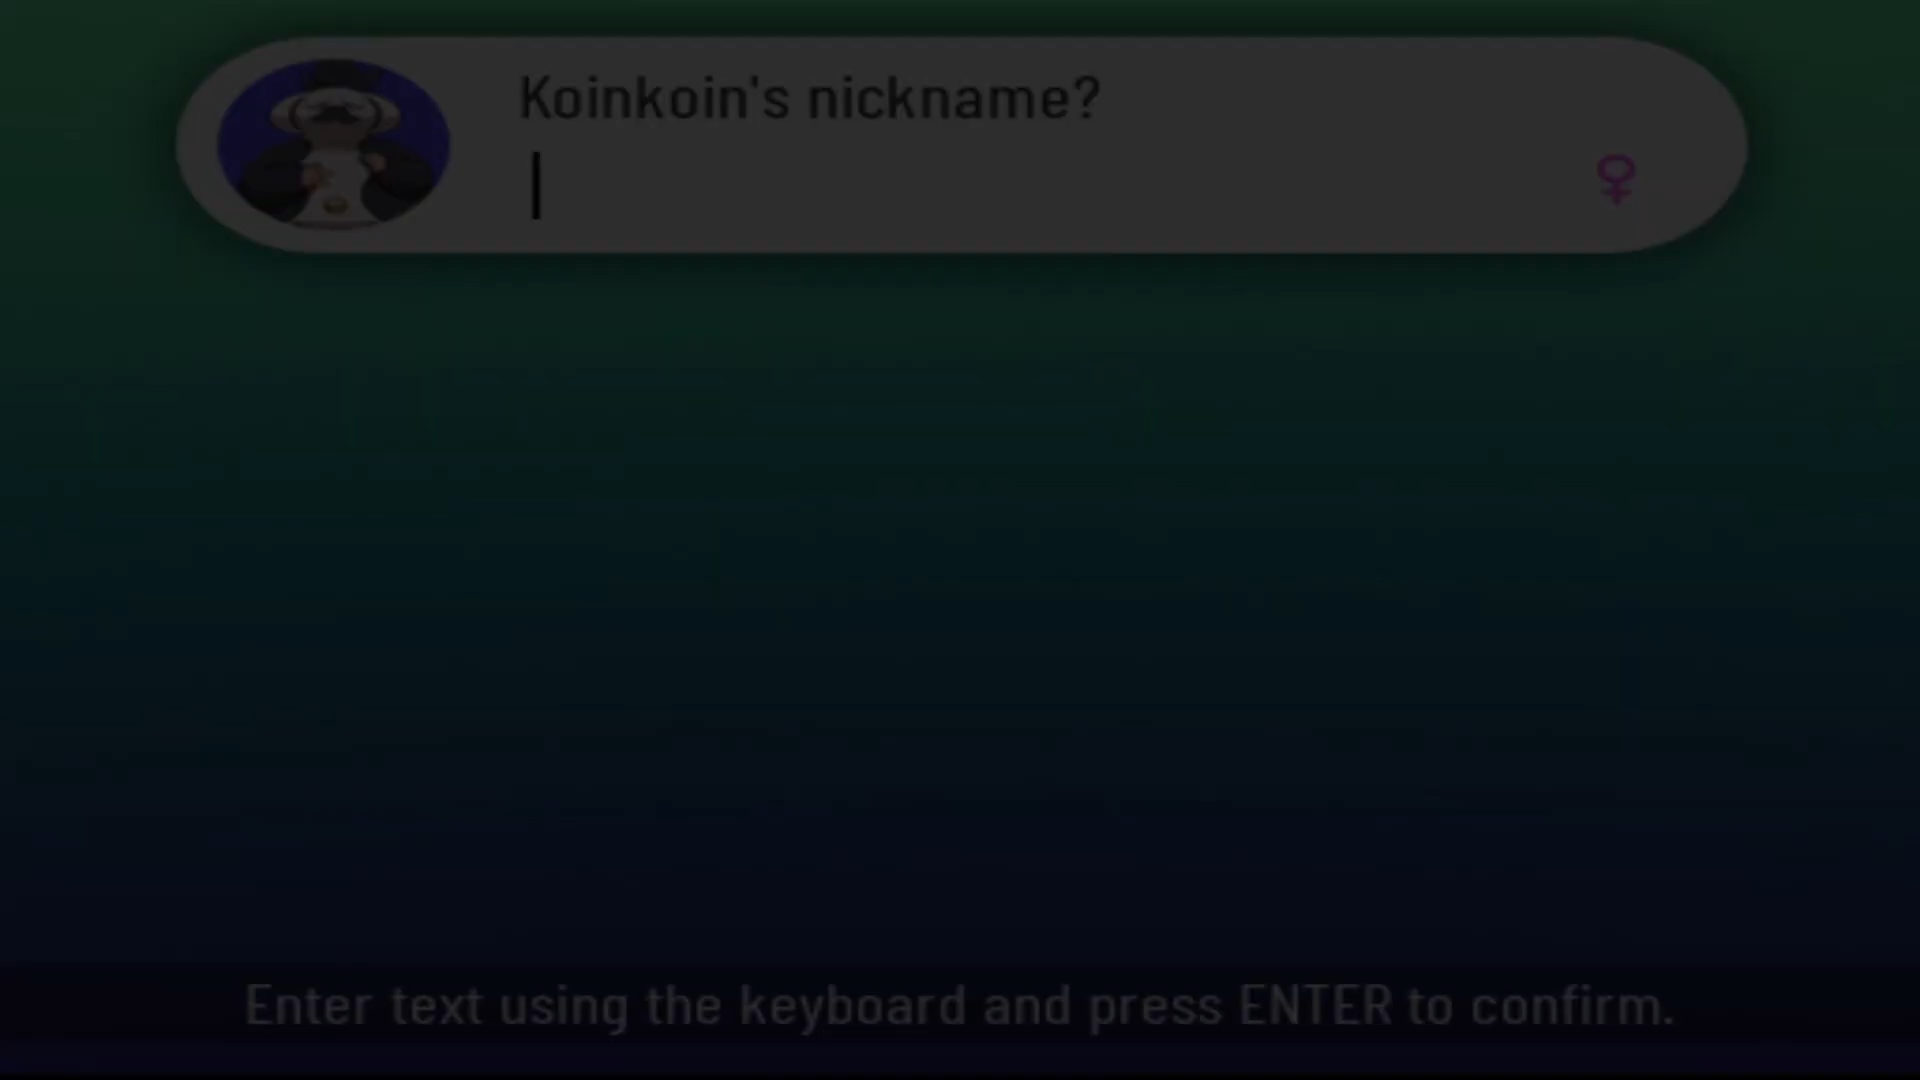 Koinkoin's nickname?
Enter text using the keyboard and press ENTER to confirm.